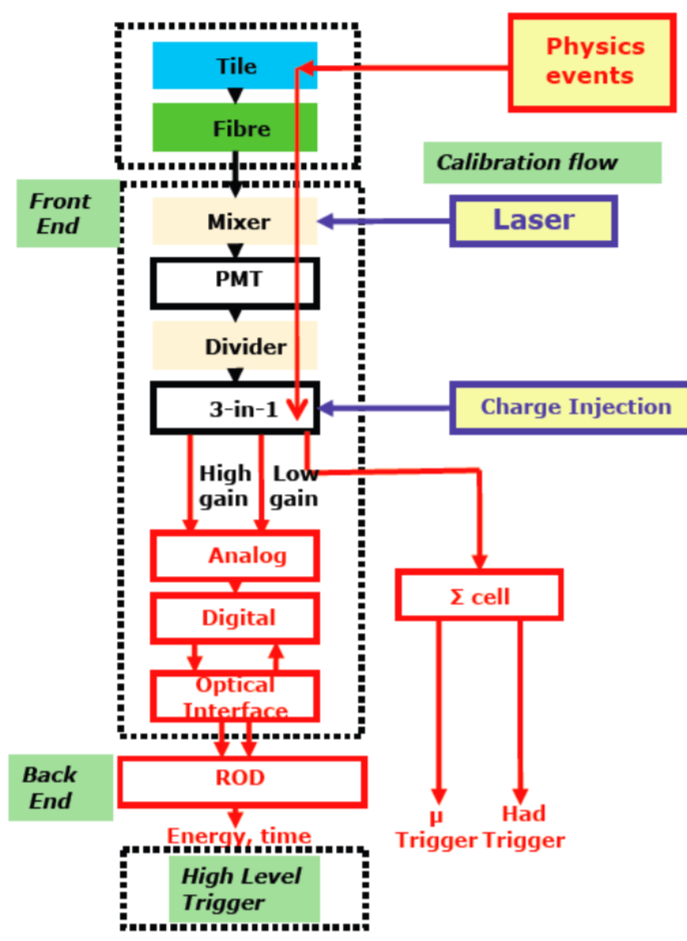 Physics
events
Tile
Fibre
Calibration flow
Front
End
Mixer
Laser
PMT
Divider
3-in-1
Charge Injection
High
gain
Low
gain
Analog
Σ cell
Digital
Optical
Interface
Back
End
ROD
μ
Trigger
Had
Trigger
Energy, time
High Level
Trigger